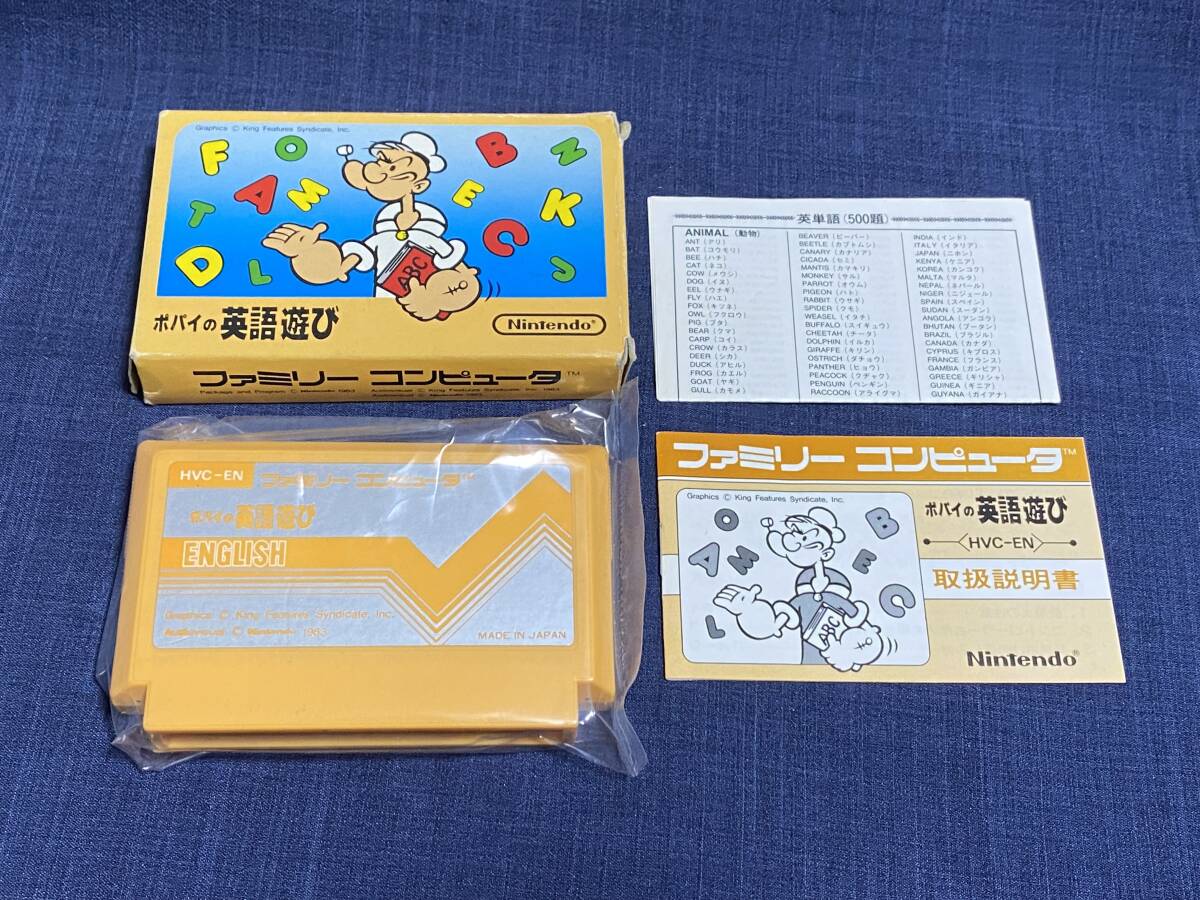 Graphics © King Features Syndicate, Inc.
F O B N
A M E K
T C
D L J
ABC
ポパイの英語遊び
Nintendo®
ファミリー コンピュータ™
英単語(500題)
ANIMAL (動物)
ANT (アリ)
BAT (コウモリ)
BEE (ハチ)
CAT (ネコ)
COW (メウシ)
DOG (イヌ)
EEL (ウナギ)
FLY (ハエ)
FOX (キツネ)
OWL (フクロウ)
PIG (ブタ)
BEAR (クマ)
CARP (コイ)
CROW (カラス)
DEER (シカ)
DUCK (アヒル)
FROG (カエル)
GOAT (ヤギ)
GULL (カモメ)
BEAVER (ビーバー)
BEETLE (カブトムシ)
CANARY (カナリア)
CICADA (セミ)
MANTIS (カマキリ)
MONKEY (サル)
PARROT (オウム)
PIGEON (ハト)
RABBIT (ウサギ)
SPIDER (クモ)
WEASEL (イタチ)
BUFFALO (スイギュウ)
CHEETAH (チータ)
DOLPHIN (イルカ)
GIRAFFE (キリン)
OSTRICH (ダチョウ)
PANTHER (ヒョウ)
PEACOCK (クヂャク)
PENGUIN (ペンギン)
RACCOON (アライグマ)
INDIA (インド)
ITALY (イタリア)
JAPAN (ニホン)
KENYA (ケニア)
KOREA (カンコク)
MALTA (マルタ)
NEPAL (ネパール)
NIGER (ニジェール)
SPAIN (スペイン)
SUDAN (スーダン)
ANGOLA (アンゴラ)
BHUTAN (ブータン)
BRAZIL (ブラジル)
CANADA (カナダ)
CYPRUS (キプロス)
FRANCE (フランス)
GAMBIA (ガンビア)
GREECE (ギリシャ)
GUINEA (ギニア)
GUYANA (ガイアナ)
HVC-EN ファミリー コンピュータ™
ポパイの英語遊び
ENGLISH
Graphics © King Features Syndicate, Inc.
Audiovisual © Nintendo 1983
MADE IN JAPAN
ファミリー コンピュータ™
Graphics © King Features Syndicate, Inc.
O B
A M E
L C
ABC
ポパイの英語遊び
HVC-EN
取扱説明書
Nintendo®